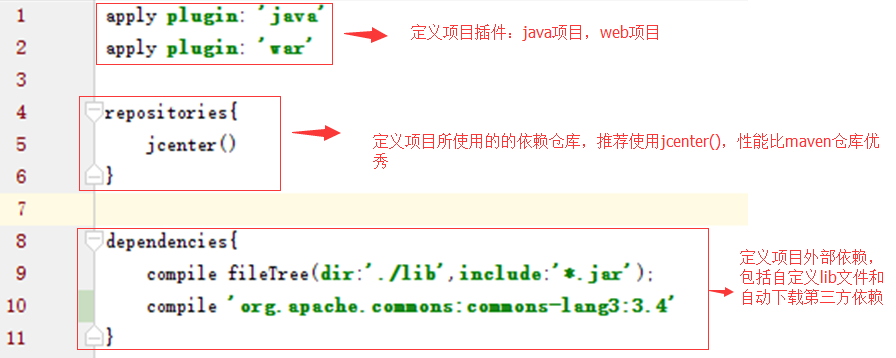 1 apply plugin: 'java'
2 apply plugin: 'war'
定义项目插件：java项目，web项目
3
4 repositories{
5 jcenter()
6 }
定义项目所使用的的依赖仓库，推荐使用jcenter()，性能比maven仓库优
秀
7
8 dependencies{
9 compile fileTree(dir:'./lib',include:'*.jar');
10 compile 'org.apache.commons:commons-lang3:3.4'
11 }
定义项目外部依赖，
包括自定义lib文件和
自动下载第三方依赖